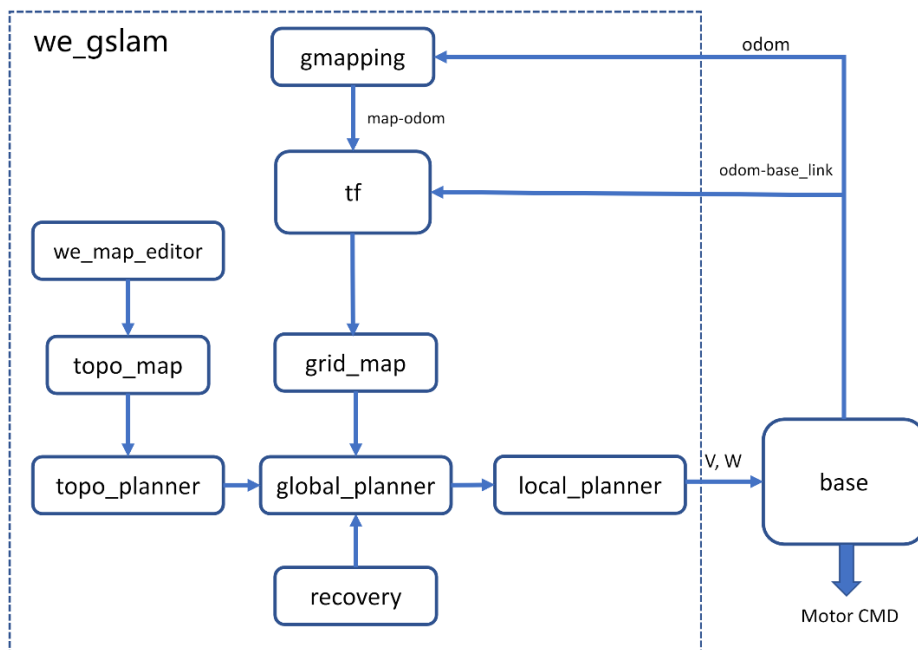 we_gslam
gmapping
odom
map-odom
tf
odom-base_link
we_map_editor
topo_map
grid_map
topo_planner
global_planner
local_planner
V, W
base
recovery
Motor CMD